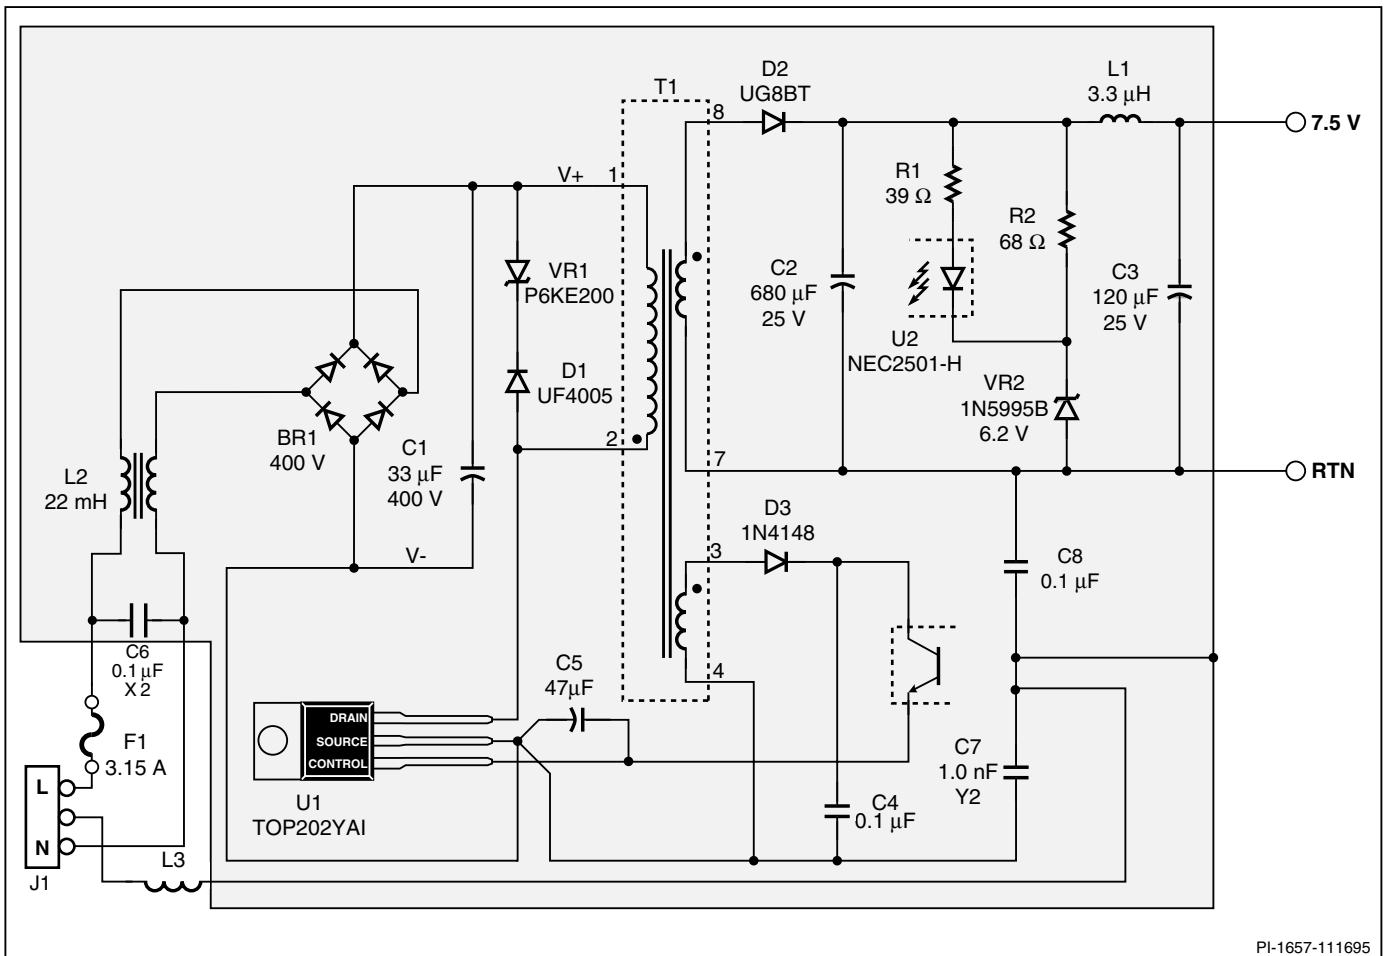 D2
UG8BT
L1
3.3 μH
T1
8
7.5 V
V+
1
R1
39 Ω
R2
68 Ω
VR1
P6KE200
C2
680 μF
25 V
C3
120 μF
25 V
U2
NEC2501-H
D1
UF4005
VR2
1N5995B
6.2 V
BR1
400 V
C1
33 μF
400 V
2
7
RTN
L2
22 mH
D3
1N4148
V-
3
C8
0.1 μF
C6
0.1 μF
X 2
C5
47μF
4
DRAIN
SOURCE
CONTROL
F1
3.15 A
C7
1.0 nF
Y2
L
U1
TOP202YAI
C4
0.1 μF
N
L3
J1
PI-1657-111695